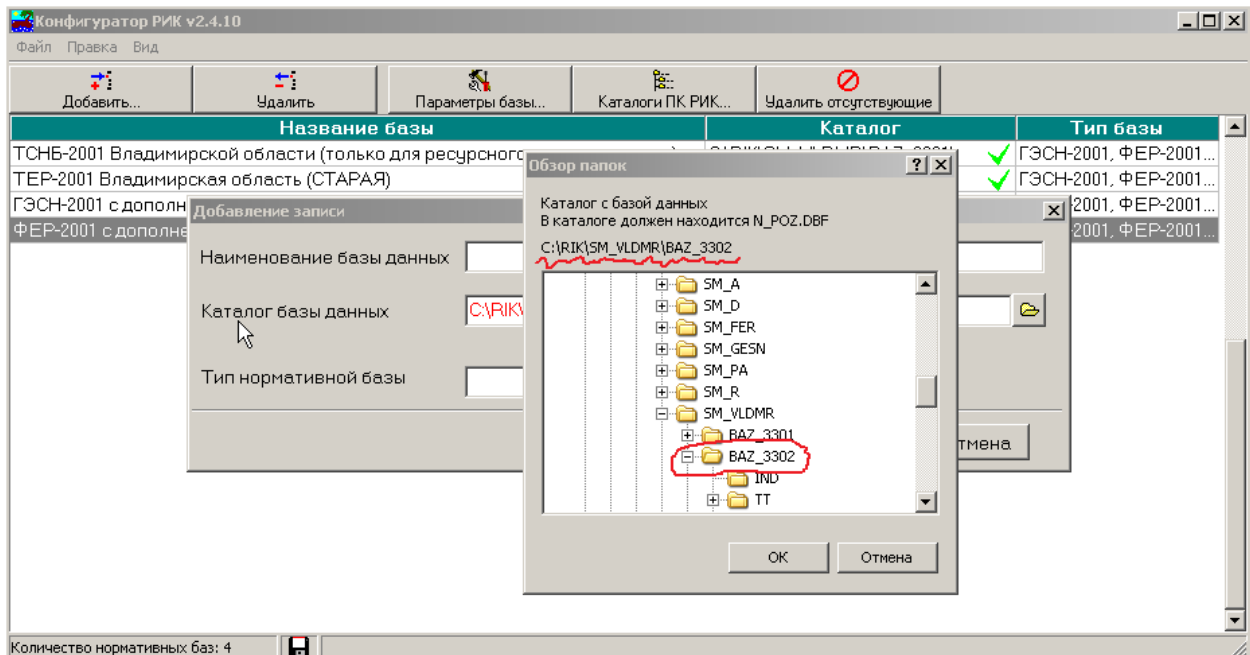 Конфигуратор РИК v2.4.10
Файл Правка Вид
Добавить... Удалить Параметры базы... Каталоги ПК РИК... Удалить отсутствующие
Название базы Каталог Тип базы
ТСНБ-2001 Владимирской области (только для ресурсного ГЭСН-2001, ФЕР-2001...
ТЕР-2001 Владимирская область (СТАРАЯ) ГЭСН-2001, ФЕР-2001...
ГЭСН-2001 с дополн 2001, ФЕР-2001...
ФЕР-2001 с дополне 2001, ФЕР-2001...
Добавление записи
Наименование базы данных
Каталог базы данных C:\RIK\
Тип нормативной базы
тмена
Обзор папок
Каталог с базой данных
В каталоге должен находится N_POZ.DBF
C:\RIK\SM_VLDMR\BAZ_3302
SM_A
SM_D
SM_FER
SM_GESN
SM_PA
SM_R
SM_VLDMR
BAZ_3301
BAZ_3302
IND
TT
OK Отмена
Количество нормативных баз: 4